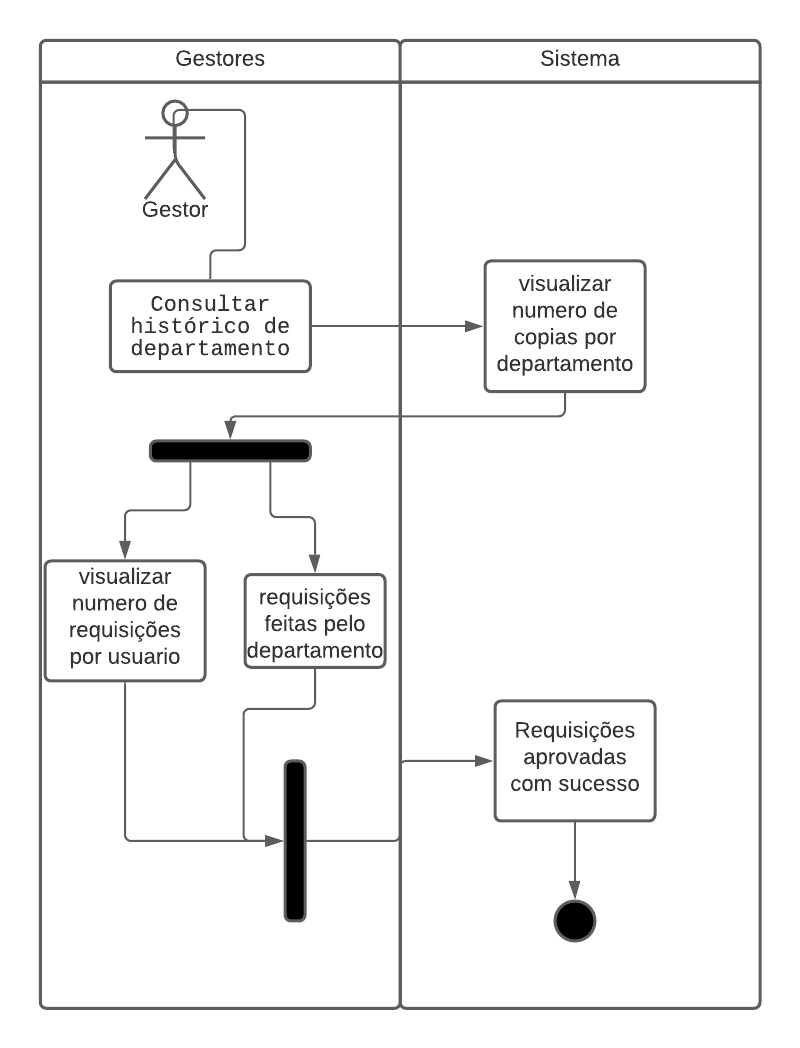 Gestores
Sistema
Gestor
Consultar
histórico de
departamento
visualizar
numero de
copias por
departamento
visualizar
numero de
requisições
por usuario
requisições
feitas pelo
departamento
Requisições
aprovadas
com sucesso